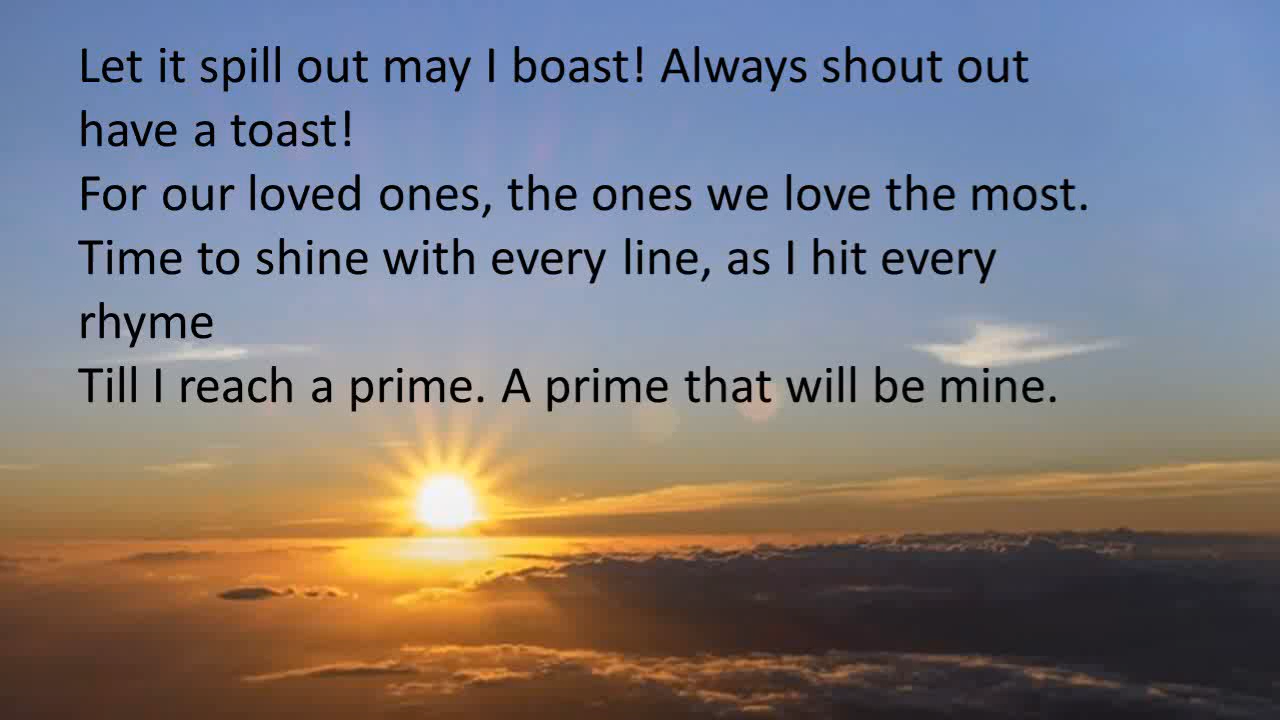 Let it spill out may I boast! Always shout out
have a toast!
For our loved ones, the ones we love the most.
Time to shine with every line, as I hit every
rhyme
Till I reach a prime. A prime that will be mine.